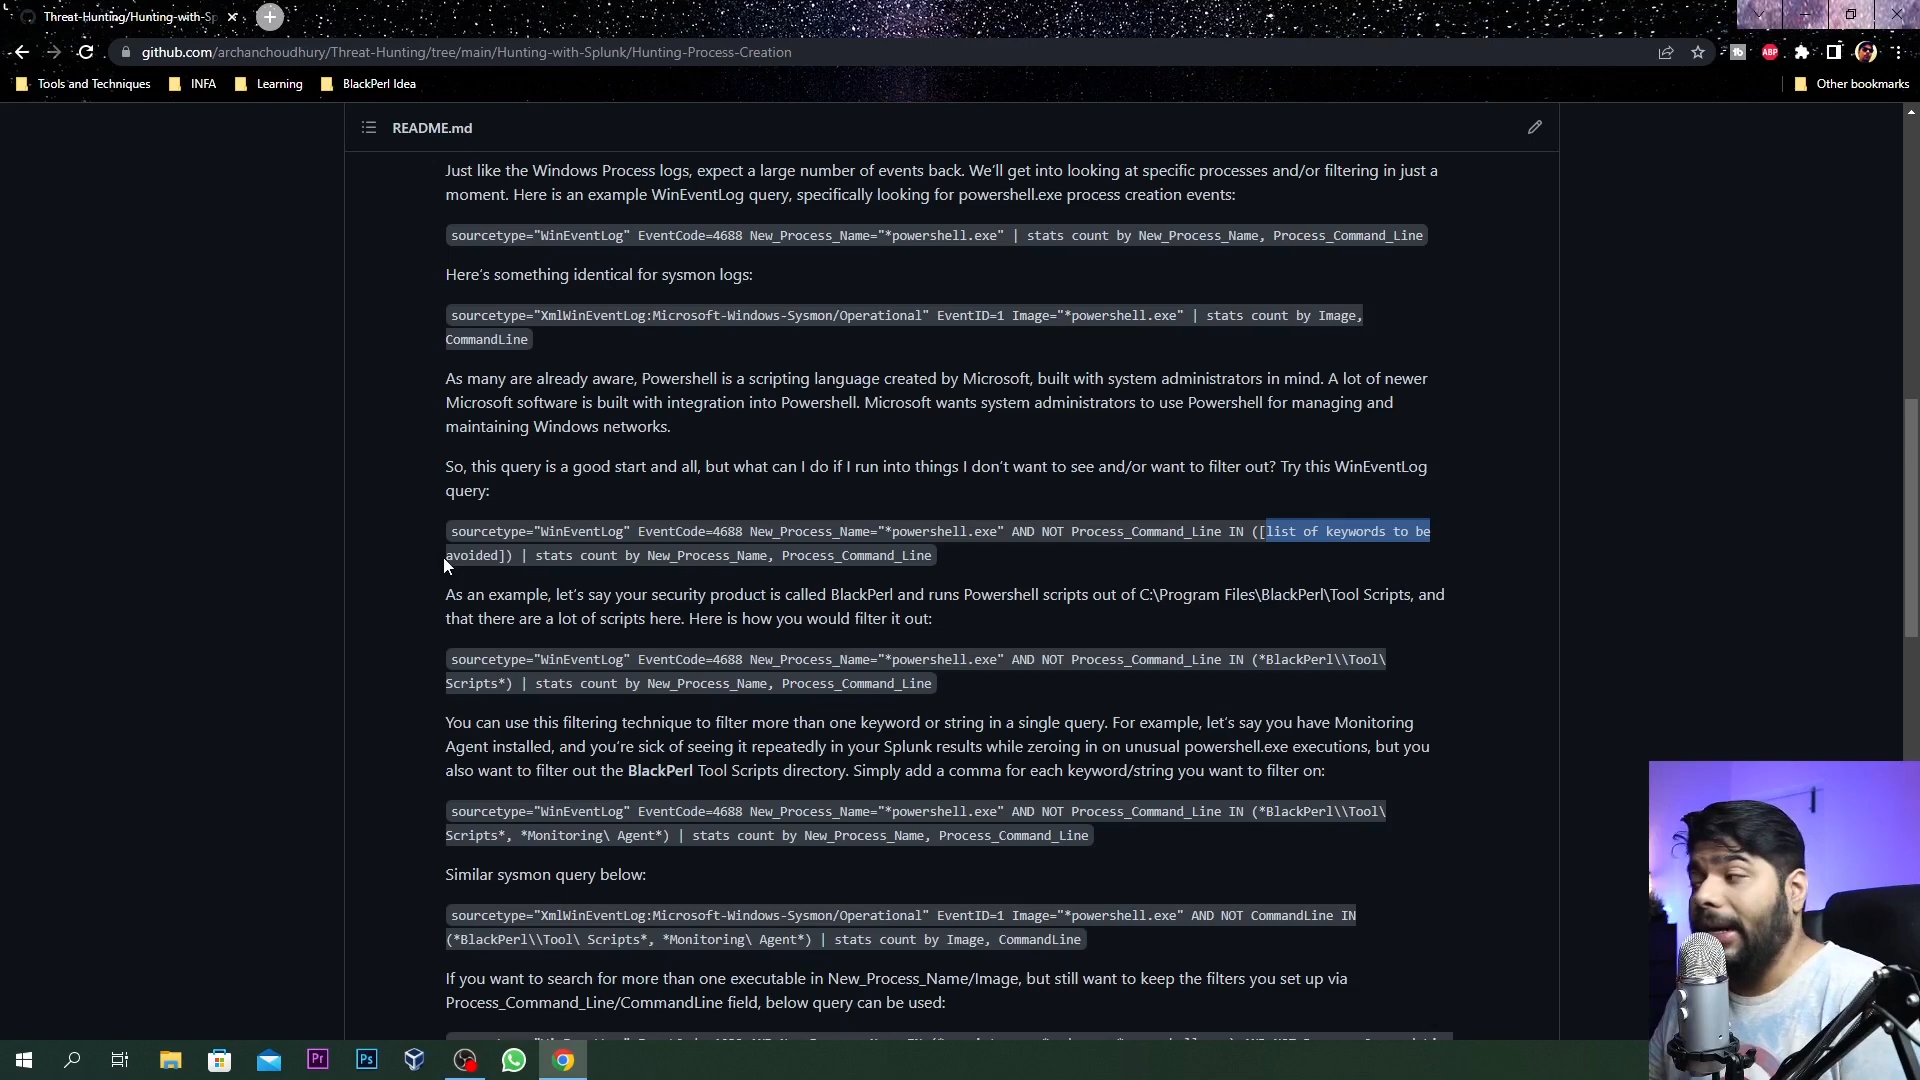 Threat-Hunting/Hunting-with-Sp
github.com/archanchoudhury/Threat-Hunting/tree/main/Hunting-with-Splunk/Hunting-Process-Creation
Tools and Techniques
INFA
Learning
BlackPerl Idea
Other bookmarks
README.md
Just like the Windows Process logs, expect a large number of events back. We'll get into looking at specific processes and/or filtering in just a
moment. Here is an example WinEventLog query, specifically looking for powershell.exe process creation events:
sourcetype="WinEventLog" EventCode=4688 New_Process_Name="*powershell.exe" | stats count by New_Process_Name, Process_Command_Line
Here's something identical for sysmon logs:
sourcetype="XmlWinEventLog:Microsoft-Windows-Sysmon/Operational" EventID=1 Image="*powershell.exe" | stats count by Image,
CommandLine
As many are already aware, Powershell is a scripting language created by Microsoft, built with system administrators in mind. A lot of newer
Microsoft software is built with integration into Powershell. Microsoft wants system administrators to use Powershell for managing and
maintaining Windows networks.
So, this query is a good start and all, but what can I do if I run into things I don't want to see and/or want to filter out? Try this WinEventLog
query:
sourcetype="WinEventLog" EventCode=4688 New_Process_Name="*powershell.exe" AND NOT Process_Command_Line IN ([list of keywords to be
avoided]) | stats count by New_Process_Name, Process_Command_Line
As an example, let's say your security product is called BlackPerl and runs Powershell scripts out of C:\Program Files\BlackPerl\Tool Scripts, and
that there are a lot of scripts here. Here is how you would filter it out:
sourcetype="WinEventLog" EventCode=4688 New_Process_Name="*powershell.exe" AND NOT Process_Command_Line IN (*BlackPerl\\Tool\
Scripts*) | stats count by New_Process_Name, Process_Command_Line
You can use this filtering technique to filter more than one keyword or string in a single query. For example, let's say you have Monitoring
Agent installed, and you're sick of seeing it repeatedly in your Splunk results while zeroing in on unusual powershell.exe executions, but you
also want to filter out the BlackPerl Tool Scripts directory. Simply add a comma for each keyword/string you want to filter on:
sourcetype="WinEventLog" EventCode=4688 New_Process_Name="*powershell.exe" AND NOT Process_Command_Line IN (*BlackPerl\\Tool\
Scripts*, *Monitoring\ Agent*) | stats count by New_Process_Name, Process_Command_Line
Similar sysmon query below:
sourcetype="XmlWinEventLog:Microsoft-Windows-Sysmon/Operational" EventID=1 Image="*powershell.exe" AND NOT CommandLine IN
(*BlackPerl\\Tool\ Scripts*, *Monitoring\ Agent*) | stats count by Image, CommandLine
If you want to search for more than one executable in New_Process_Name/Image, but still want to keep the filters you set up via
Process_Command_Line/CommandLine field, below query can be used:
ABP
Pr
Ps